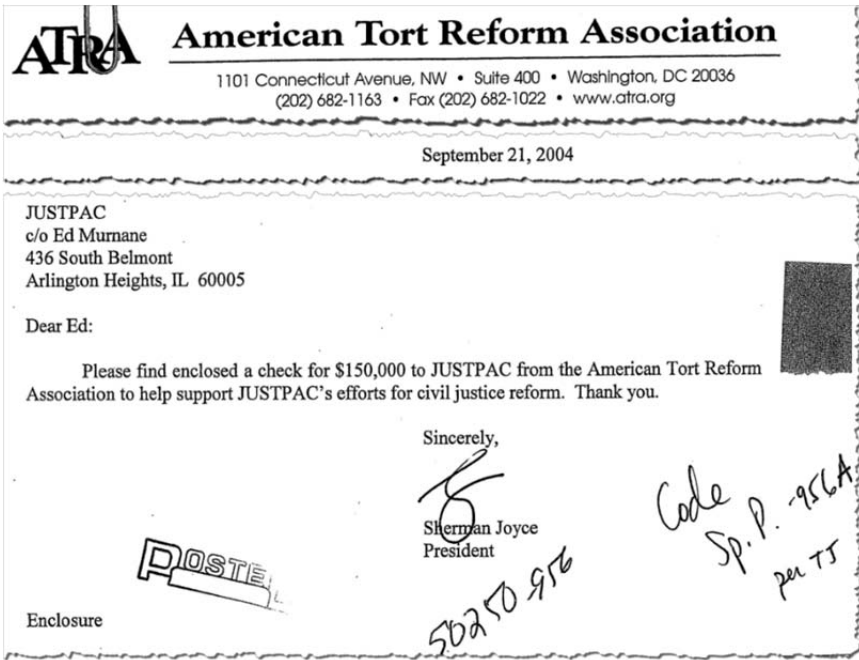 ATRA American Tort Reform Association
1101 Connecticut Avenue, NW • Suite 400 • Washington, DC 20036
(202) 682-1163 • Fax (202) 682-1022 • www.atra.org
September 21, 2004
JUSTPAC
c/o Ed Murnane
436 South Belmont
Arlington Heights, IL 60005
Dear Ed:
Please find enclosed a check for $150,000 to JUSTPAC from the American Tort Reform
Association to help support JUSTPAC's efforts for civil justice reform. Thank you.
Sincerely,
Sherman Joyce
President
Code
Sp. P. -956A
per TJ
POSTE
50250.956
Enclosure